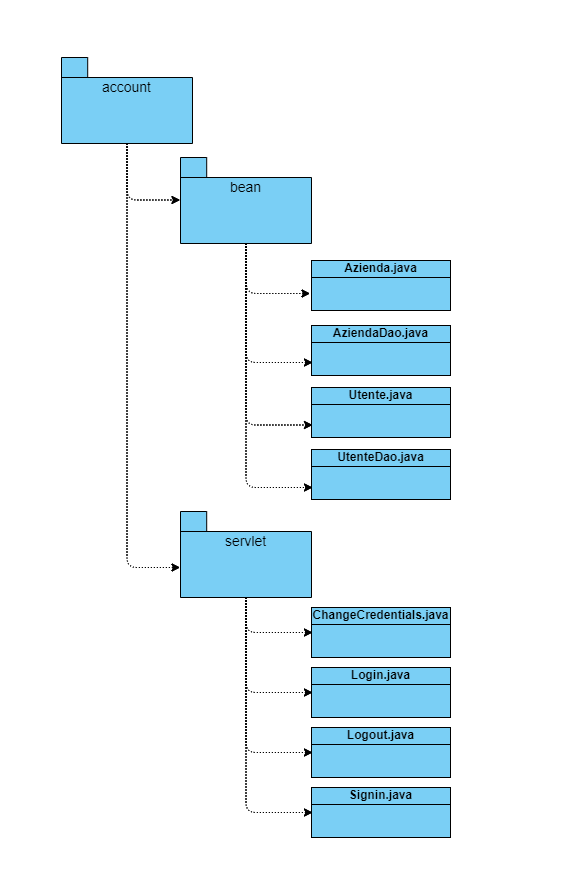 account
bean
Azienda.java
AziendaDao.java
Utente.java
UtenteDao.java
servlet
ChangeCredentials.java
Login.java
Logout.java
Signin.java